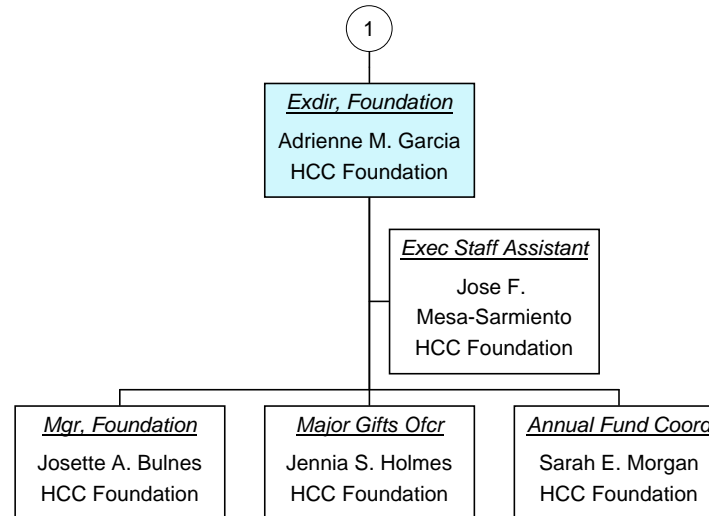 1
Exdir, Foundation
Adrienne M. Garcia
HCC Foundation
Exec Staff Assistant
Jose F.
Mesa-Sarmiento
HCC Foundation
Mgr, Foundation
Josette A. Bulnes
HCC Foundation
Major Gifts Ofcr
Jennia S. Holmes
HCC Foundation
Annual Fund Coord
Sarah E. Morgan
HCC Foundation